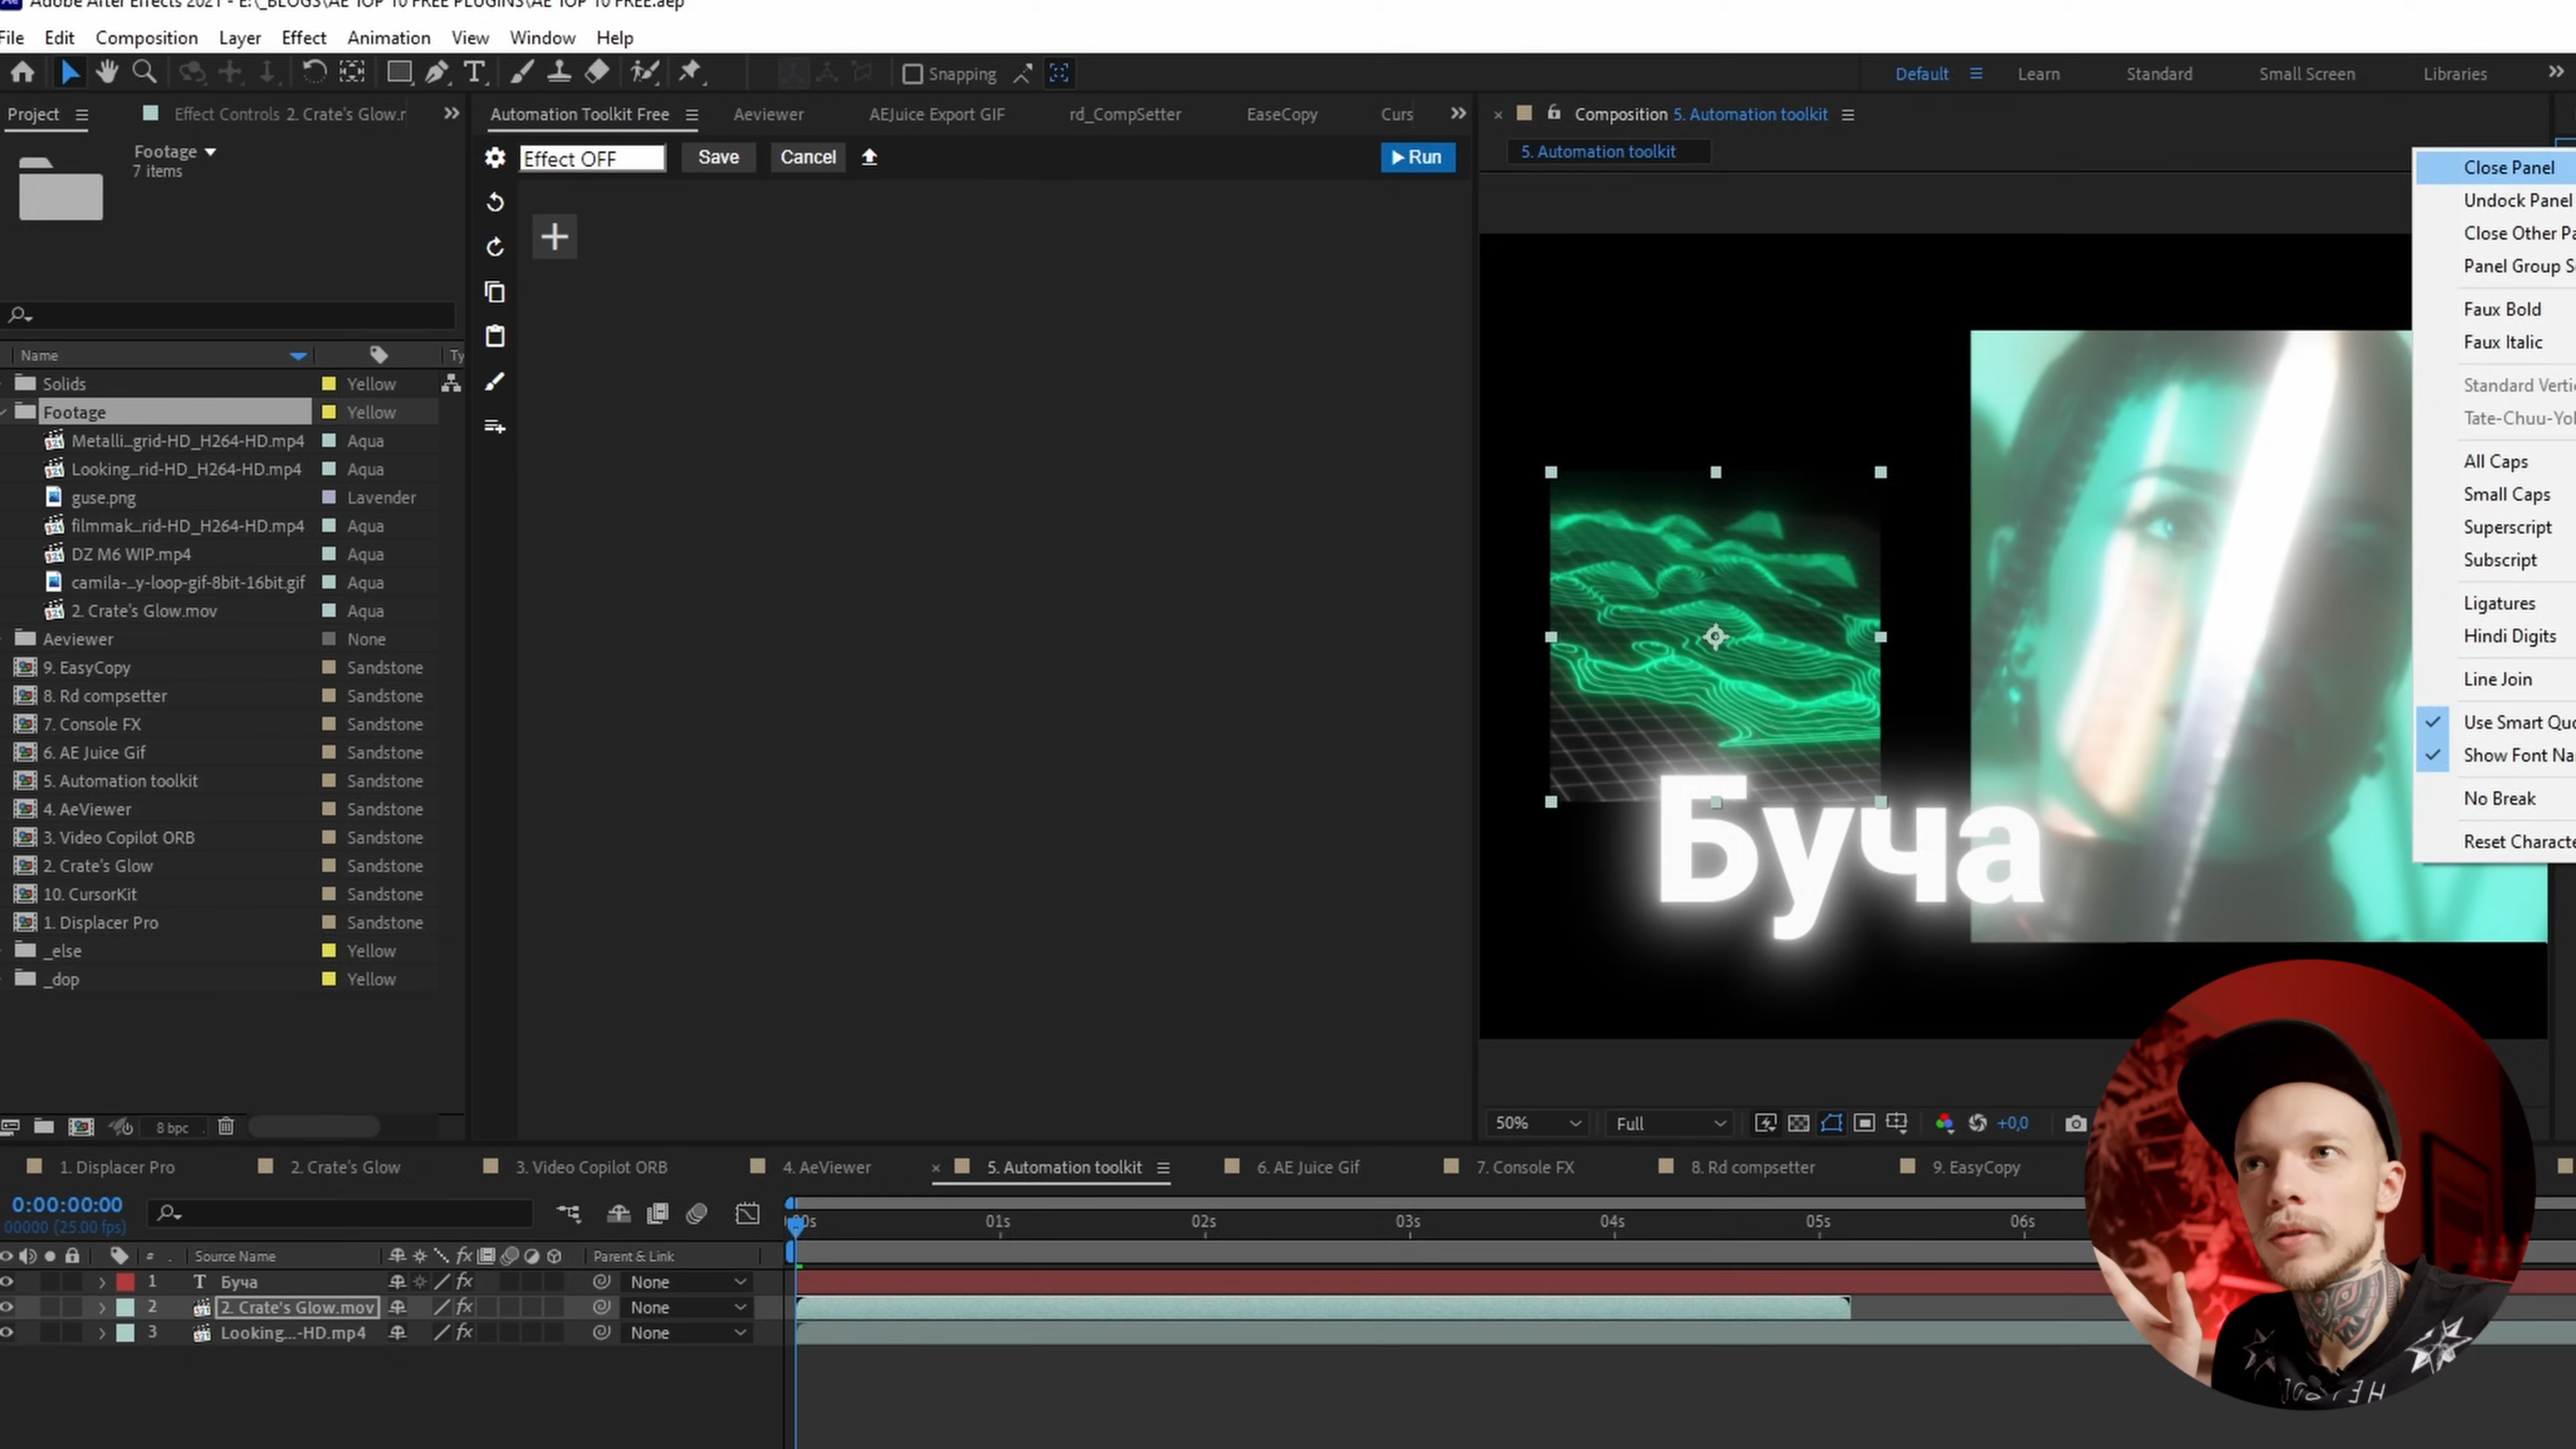 Adobe After Effects 2021 - E:\_BLOGS\AE TOP 10 FREE PLUGINS\AE TOP 10 FREE.aep
File Edit Composition Layer Effect Animation View Window Help
Snapping
Default Learn Standard Small Screen Libraries
Project Effect Controls 2. Crate's Glow.r
Automation Toolkit Free Aeviewer AEJuice Export GIF rd_CompSetter EaseCopy Curs
Composition 5. Automation toolkit
Footage
7 items
Effect OFF Save Cancel Run
5. Automation toolkit
Close Panel
Undock Panel
Close Other Pa
Panel Group S
Faux Bold
Faux Italic
Standard Verti
Tate-Chuu-Yo
All Caps
Small Caps
Superscript
Subscript
Ligatures
Hindi Digits
Line Join
Use Smart Quo
Show Font Na
No Break
Reset Characte
Name Ty
Solids Yellow
Footage Yellow
Metalli...grid-HD_H264-HD.mp4 Aqua
Looking...rid-HD_H264-HD.mp4 Aqua
guse.png Lavender
filmmak...rid-HD_H264-HD.mp4 Aqua
DZ M6 WIP.mp4 Aqua
camila-...y-loop-gif-8bit-16bit.gif Aqua
2. Crate's Glow.mov Aqua
Aeviewer None
9. EasyCopy Sandstone
8. Rd compsetter Sandstone
7. Console FX Sandstone
6. AE Juice Gif Sandstone
5. Automation toolkit Sandstone
4. AeViewer Sandstone
3. Video Copilot ORB Sandstone
2. Crate's Glow Sandstone
10. CursorKit Sandstone
1. Displacer Pro Sandstone
_else Yellow
_dop Yellow
Буча
8 bpc
50% Full +0,0
1. Displacer Pro 2. Crate's Glow 3. Video Copilot ORB 4. AeViewer 5. Automation toolkit 6. AE Juice Gif 7. Console FX 8. Rd compsetter 9. EasyCopy
0:00:00:00
00000 (25.00 fps)
00s 01s 02s 03s 04s 05s 06s
# Source Name fx Parent & Link
1 T Буча fx None
2 2. Crate's Glow.mov fx None
3 Looking...-HD.mp4 fx None